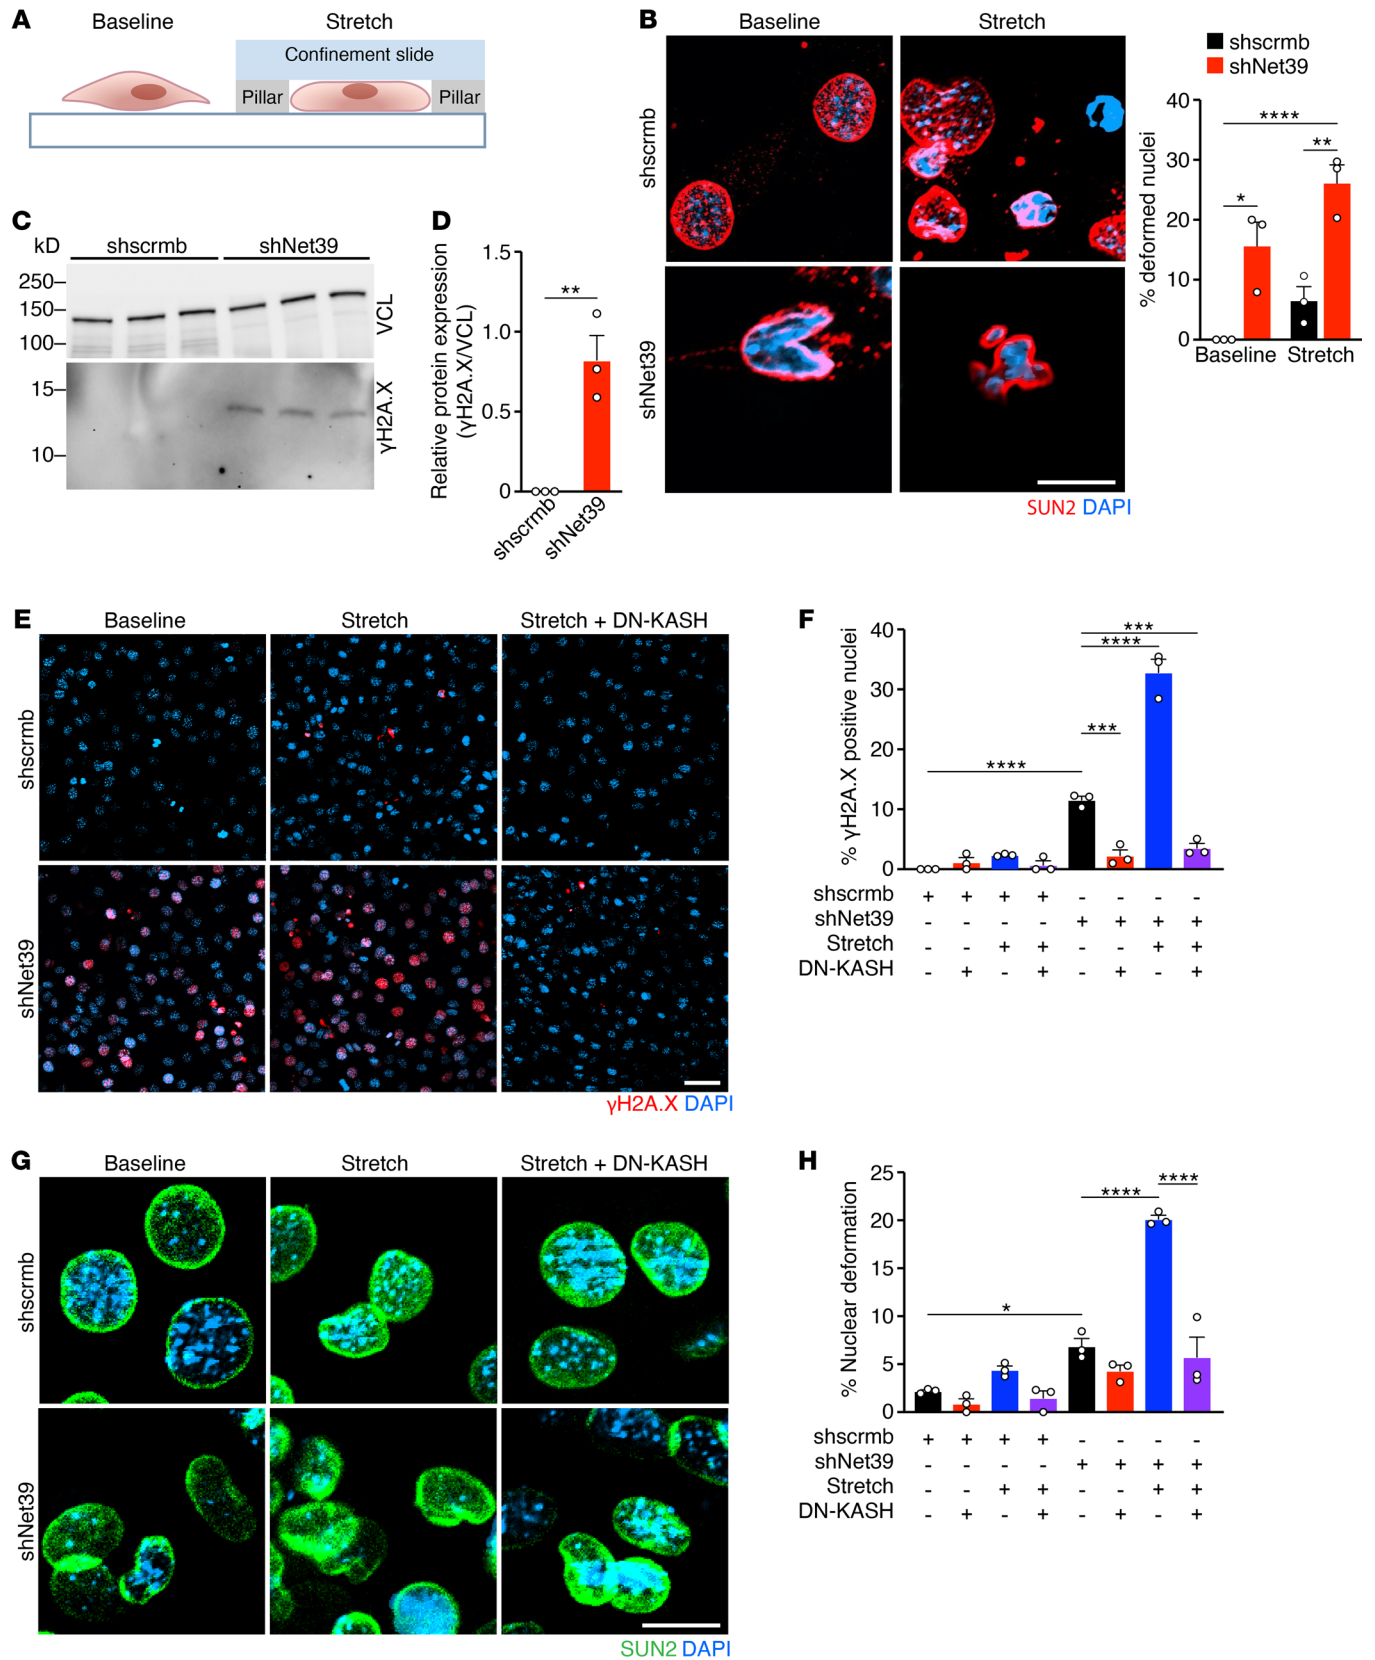 A
Baseline
Stretch
Confinement slide
Pillar
Pillar
B
Baseline
Stretch
shscrmb
shNet39
SUN2 DAPI
shscrmb
shNet39
% deformed nuclei
40
30
20
10
0
****
**
*
Baseline
Stretch
C
kD
shscrmb
shNet39
250
150
100
VCL
15
10
γH2A.X
D
Relative protein expression
(γH2A.X/VCL)
1.5
1.0
0.5
0
**
shscrmb
shNet39
E
Baseline
Stretch
Stretch + DN-KASH
shscrmb
shNet39
γH2A.X DAPI
F
% γH2A.X positive nuclei
40
30
20
10
0
***
****
***
****
shscrmb + + + + - - - -
shNet39 - - - - + + + +
Stretch - - + + - - + +
DN-KASH - + - + - + - +
G
Baseline
Stretch
Stretch + DN-KASH
shscrmb
shNet39
SUN2 DAPI
H
% Nuclear deformation
25
20
15
10
5
0
****
****
*
shscrmb + + + + - - - -
shNet39 - - - - + + + +
Stretch - - + + - - + +
DN-KASH - + - + - + - +